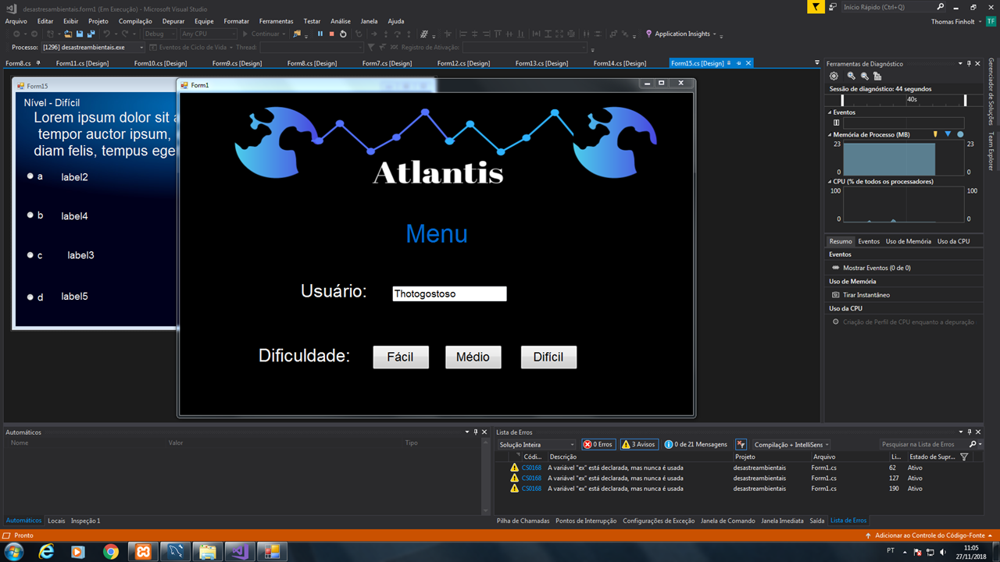 desastreambientais.form1 (Em Execução) - Microsoft Visual Studio
Início Rápido (Ctrl+Q)
Arquivo Editar Exibir Projeto Compilação Depurar Equipe Formatar Ferramentas Testar Análise Janela Ajuda
Thomas Finholt TF
Debug Any CPU Continuar Application Insights
Processo: [1296] desastreambientais.exe Eventos de Ciclo de Vida Thread: Registro de Ativação:
Form8.cs Form11.cs [Design] Form10.cs [Design] Form9.cs [Design] Form8.cs [Design] Form7.cs [Design] Form12.cs [Design] Form13.cs [Design] Form14.cs [Design] Form15.cs [Design]
Form15
Nível - Difícil
Lorem ipsum dolor sit a
tempor auctor ipsum,
diam felis, tempus ege
a label2
b label4
c label3
d label5
Form1
Atlantis
Menu
Usuário: Thotogostoso
Dificuldade: Fácil Médio Difícil
Ferramentas de Diagnóstico
Sessão de diagnóstico: 44 segundos
40s
Eventos
Memória de Processo (MB)
23 23
0 0
CPU (% de todos os processadores)
100 100
0 0
Resumo Eventos Uso de Memória Uso da CPU
Eventos
Mostrar Eventos (0 de 0)
Uso de Memória
Tirar Instantâneo
Uso da CPU
Criação de Perfil de CPU enquanto a depuração
Gerenciador de Soluções
Team Explorer
Automáticos
Nome Valor Tipo
Automáticos Locais Inspeção 1
Lista de Erros
Solução Inteira 0 Erros 3 Avisos 0 de 21 Mensagens Compilação + IntelliSens Pesquisar na Lista de Erros
Códi... Descrição Projeto Arquivo Li... Estado de Supr...
CS0168 A variável "ex" está declarada, mas nunca é usada desastreambientais Form1.cs 62 Ativo
CS0168 A variável "ex" está declarada, mas nunca é usada desastreambientais Form1.cs 127 Ativo
CS0168 A variável "ex" está declarada, mas nunca é usada desastreambientais Form1.cs 190 Ativo
Pilha de Chamadas Pontos de Interrupção Configurações de Exceção Janela de Comando Janela Imediata Saída Lista de Erros
Pronto
Adicionar ao Controle do Código-Fonte
PT
11:05
27/11/2018